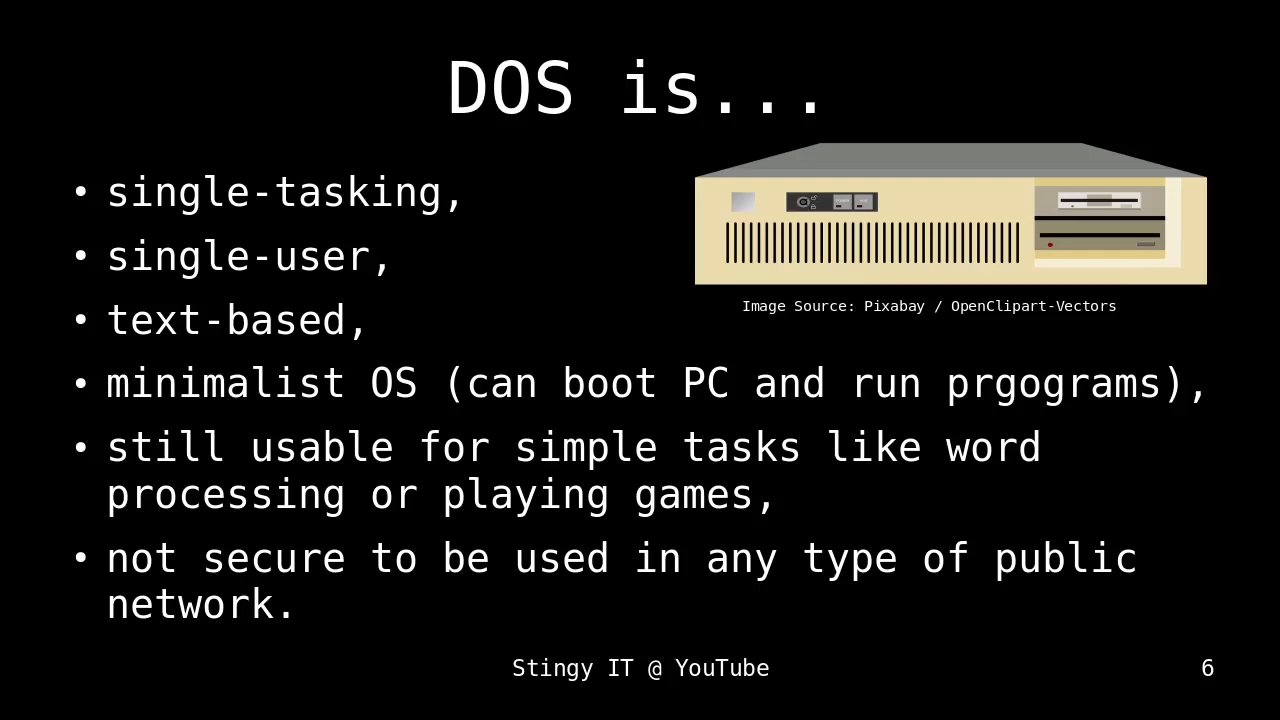 DOS is...
• single-tasking,
• single-user,
• text-based,
Image Source: Pixabay / OpenClipart-Vectors
• minimalist OS (can boot PC and run prgograms),
• still usable for simple tasks like word
processing or playing games,
• not secure to be used in any type of public
network.
Stingy IT @ YouTube
6